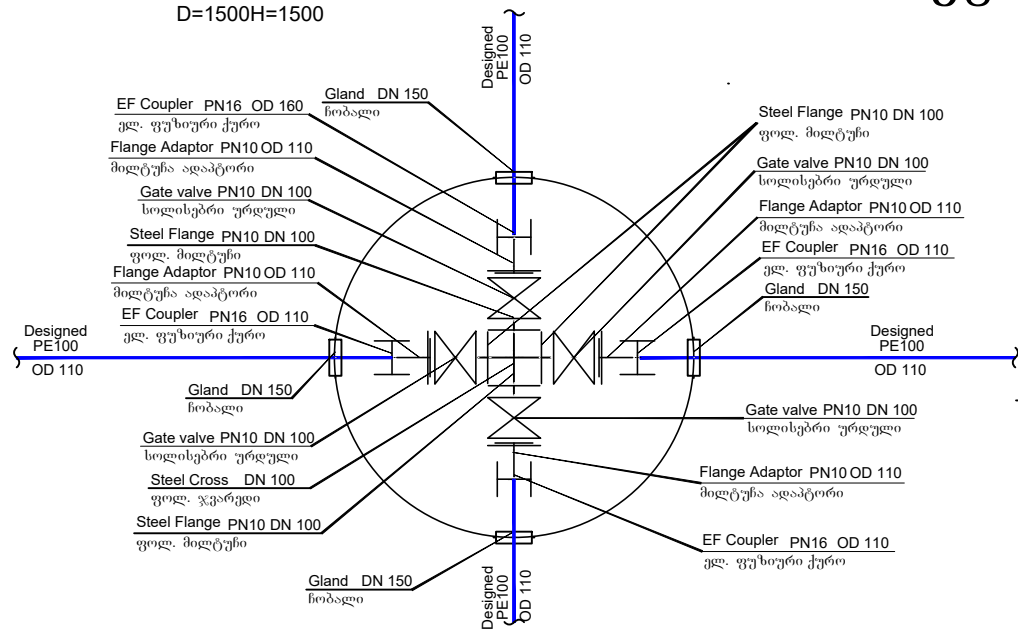 D=1500H=1500
Designed
PE100
OD 110
EF Coupler PN16 OD 160
ელ. ფუზიური ქურო
Gland DN 150
ჩობალი
Flange Adaptor PN10 OD 110
მილტუჩა ადაპტორი
Gate valve PN10 DN 100
სოლისებრი ურდული
Steel Flange PN10 DN 100
ფოლ. მილტუჩი
Flange Adaptor PN10 OD 110
მილტუჩა ადაპტორი
EF Coupler PN16 OD 110
ელ. ფუზიური ქურო
Steel Flange PN10 DN 100
ფოლ. მილტუჩი
Gate valve PN10 DN 100
სოლისებრი ურდული
Flange Adaptor PN10 OD 110
მილტუჩა ადაპტორი
EF Coupler PN16 OD 110
ელ. ფუზიური ქურო
Gland DN 150
ჩობალი
Designed
PE100
OD 110
Designed
PE100
OD 110
Gland DN 150
ჩობალი
Gate valve PN10 DN 100
სოლისებრი ურდული
Steel Cross DN 100
ფოლ. ჯვარედი
Steel Flange PN10 DN 100
ფოლ. მილტუჩი
Gland DN 150
ჩობალი
Gate valve PN10 DN 100
სოლისებრი ურდული
Flange Adaptor PN10 OD 110
მილტუჩა ადაპტორი
EF Coupler PN16 OD 110
ელ. ფუზიური ქურო
Designed
PE100
OD 110